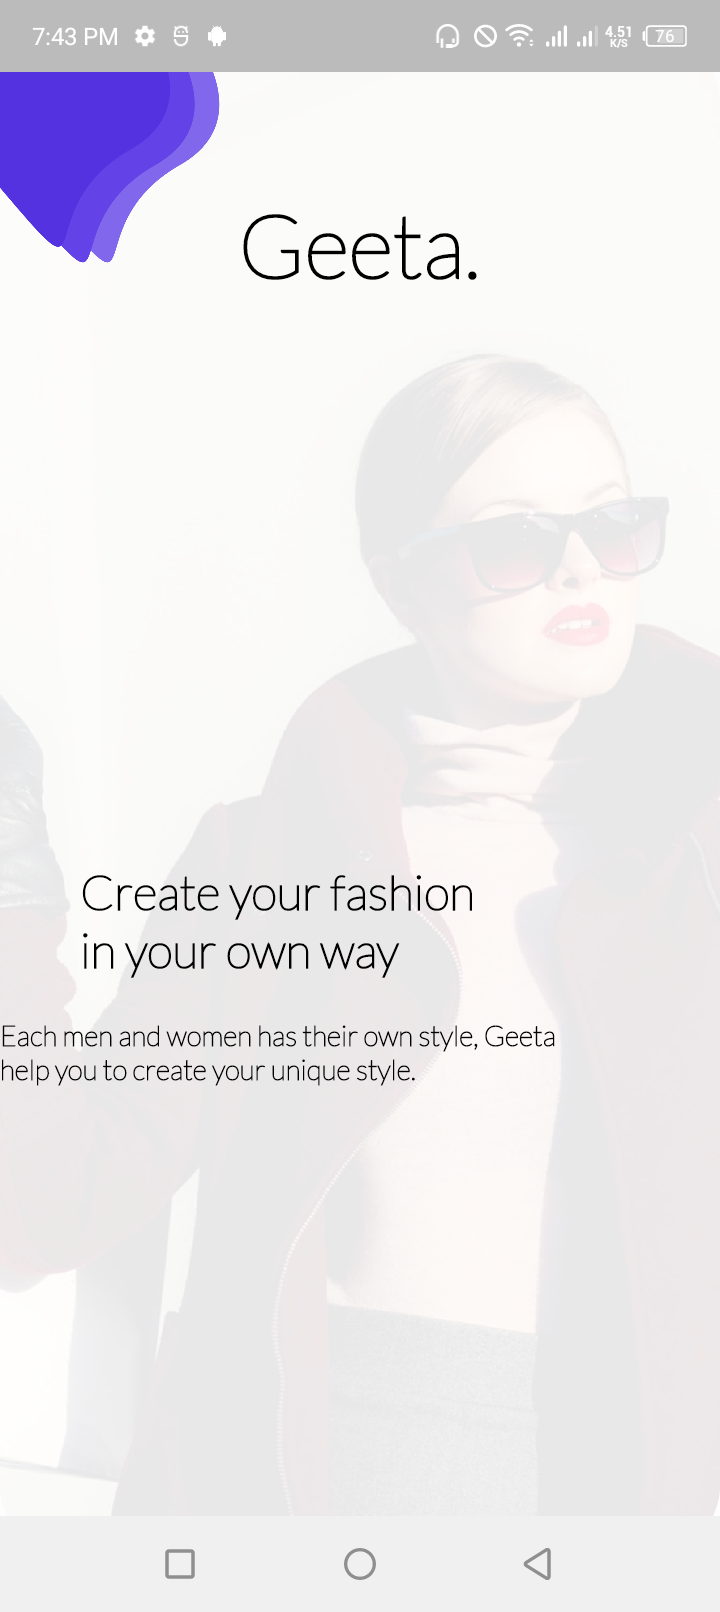 7:43 PM
4.51
K/S
76
Geeta.
Create your fashion
in your own way
Each men and women has their own style, Geeta
help you to create your unique style.